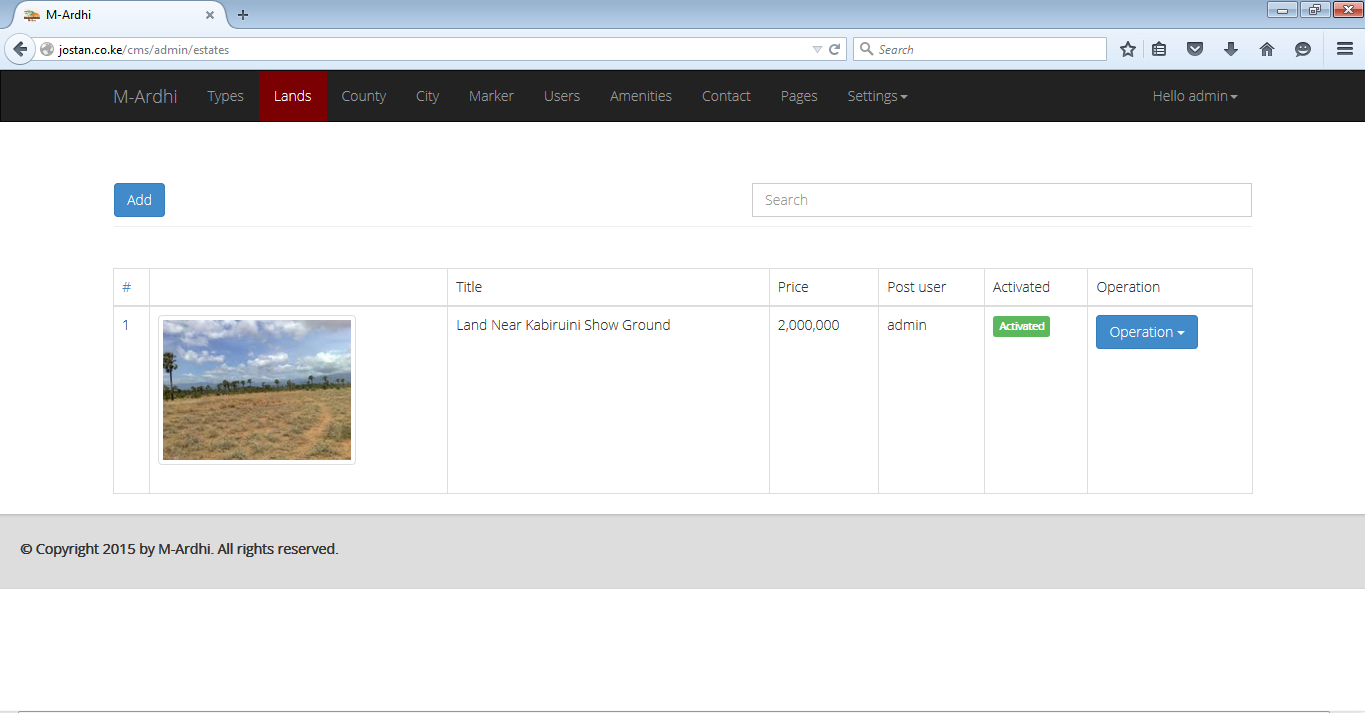 M-Ardhi
jostan.co.ke/cms/admin/estates
Search
M-Ardhi Types Lands County City Marker Users Amenities Contact Pages Settings Hello admin
Add
Search
# Title Price Post user Activated Operation
1 Land Near Kabiruini Show Ground 2,000,000 admin Activated Operation
© Copyright 2015 by M-Ardhi. All rights reserved.